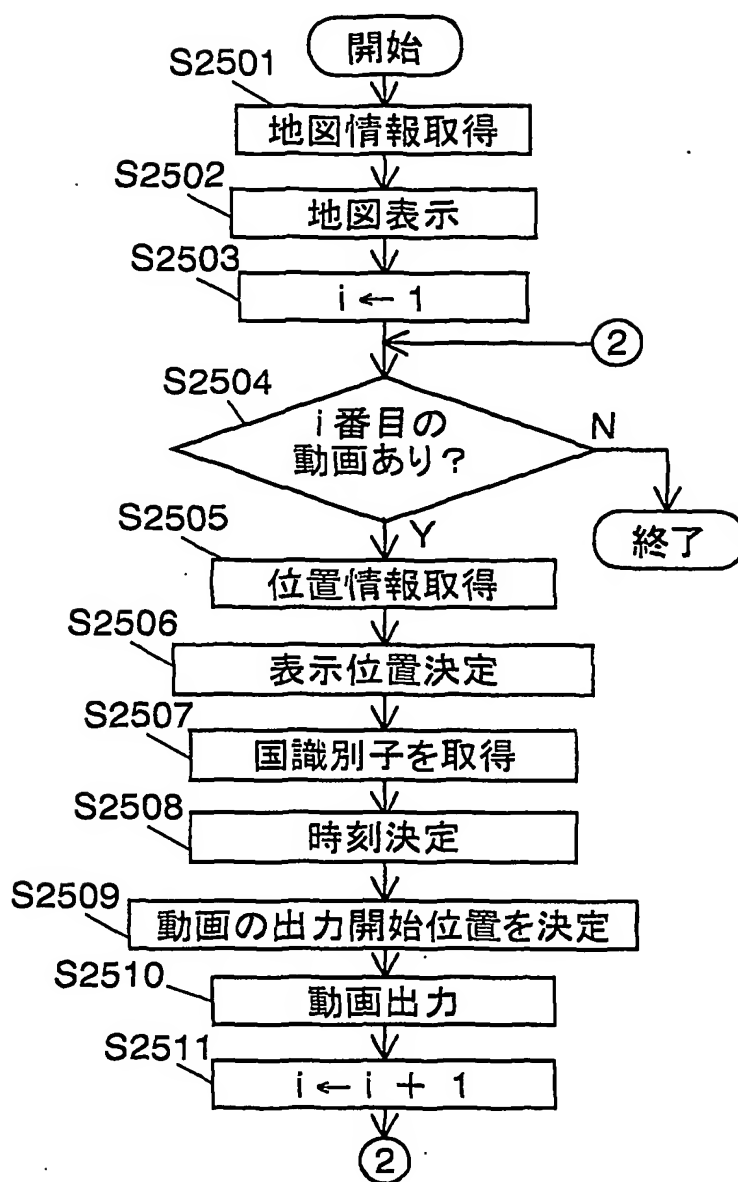 開始
S2501
地図情報取得
S2502
地図表示
S2503
i ← 1
2
S2504
i 番目の
動画あり?
N
終了
Y
S2505
位置情報取得
S2506
表示位置決定
S2507
国識別子を取得
S2508
時刻決定
S2509
動画の出力開始位置を決定
S2510
動画出力
S2511
i ← i + 1
2